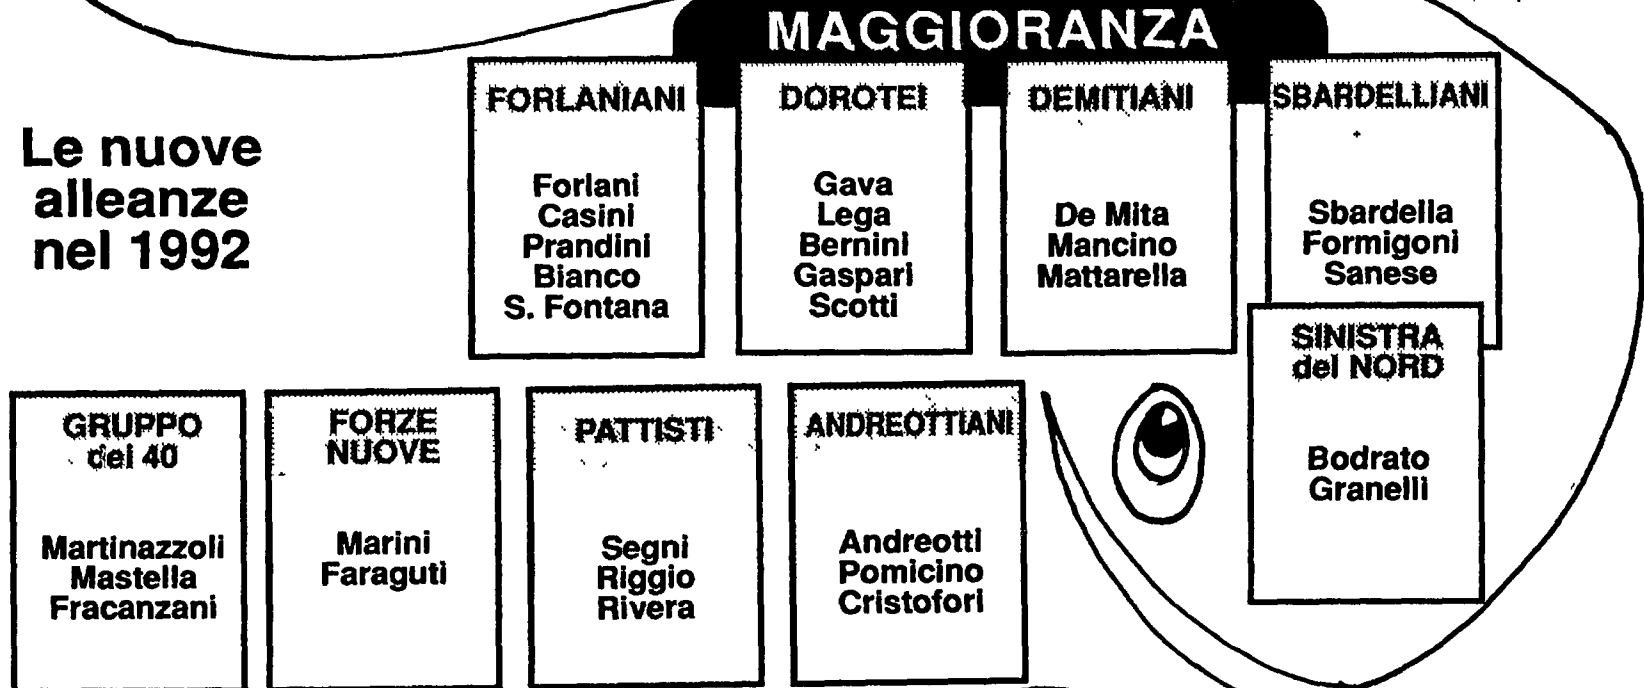 MAGGIORANZA
Le nuove
alleanze
nel 1992
FORLANIANI
Forlani
Casini
Prandini
Bianco
S. Fontana
DOROTEI
Gava
Lega
Bernini
Gaspari
Scotti
DEMITIANI
De Mita
Mancino
Mattarella
SBARDELLIANI
Sbardella
Formigoni
Sanese
SINISTRA
del NORD
Bodrato
Granelli
GRUPPO
dei 40
Martinazzoli
Mastella
Fracanzani
FORZE
NUOVE
Marini
Faraguti
PATTISTI
Segni
Riggio
Rivera
ANDREOTTIANI
Andreotti
Pomicino
Cristofori